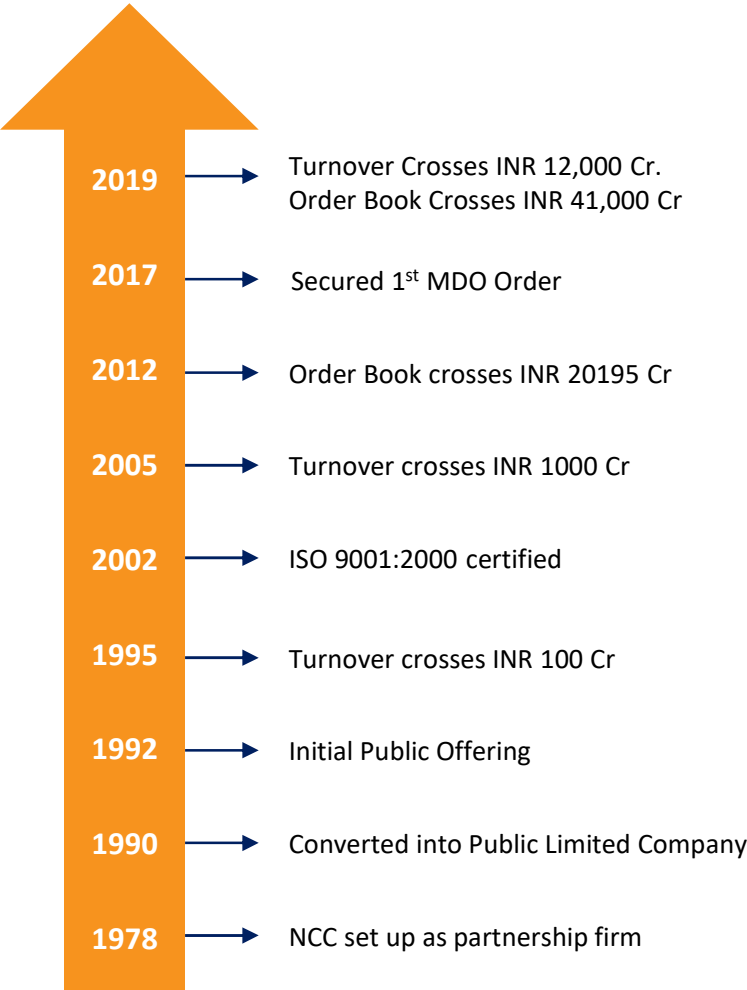 2019
Turnover Crosses INR 12,000 Cr.
Order Book Crosses INR 41,000 Cr
2017
Secured 1st MDO Order
2012
Order Book crosses INR 20195 Cr
2005
Turnover crosses INR 1000 Cr
2002
ISO 9001:2000 certified
1995
Turnover crosses INR 100 Cr
1992
Initial Public Offering
1990
Converted into Public Limited Company
1978
NCC set up as partnership firm